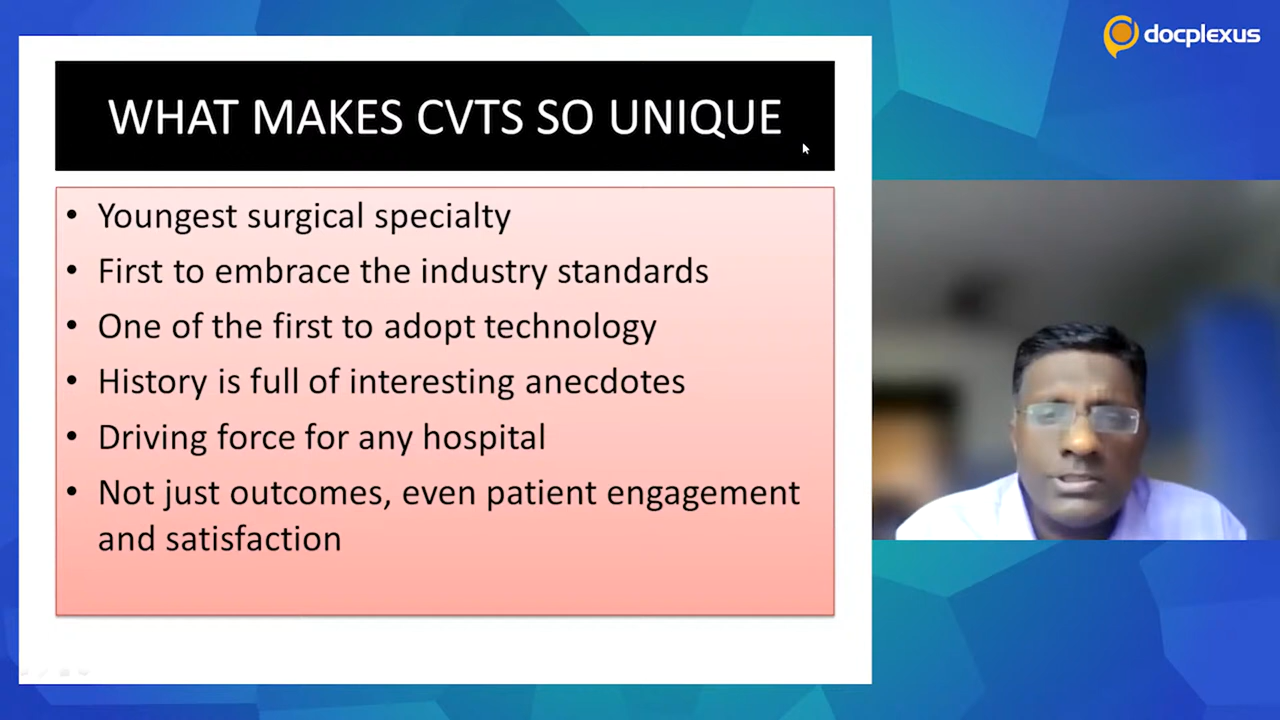 docplexus
WHAT MAKES CVTS SO UNIQUE
• Youngest surgical specialty
• First to embrace the industry standards
• One of the first to adopt technology
• History is full of interesting anecdotes
• Driving force for any hospital
• Not just outcomes, even patient engagement
and satisfaction